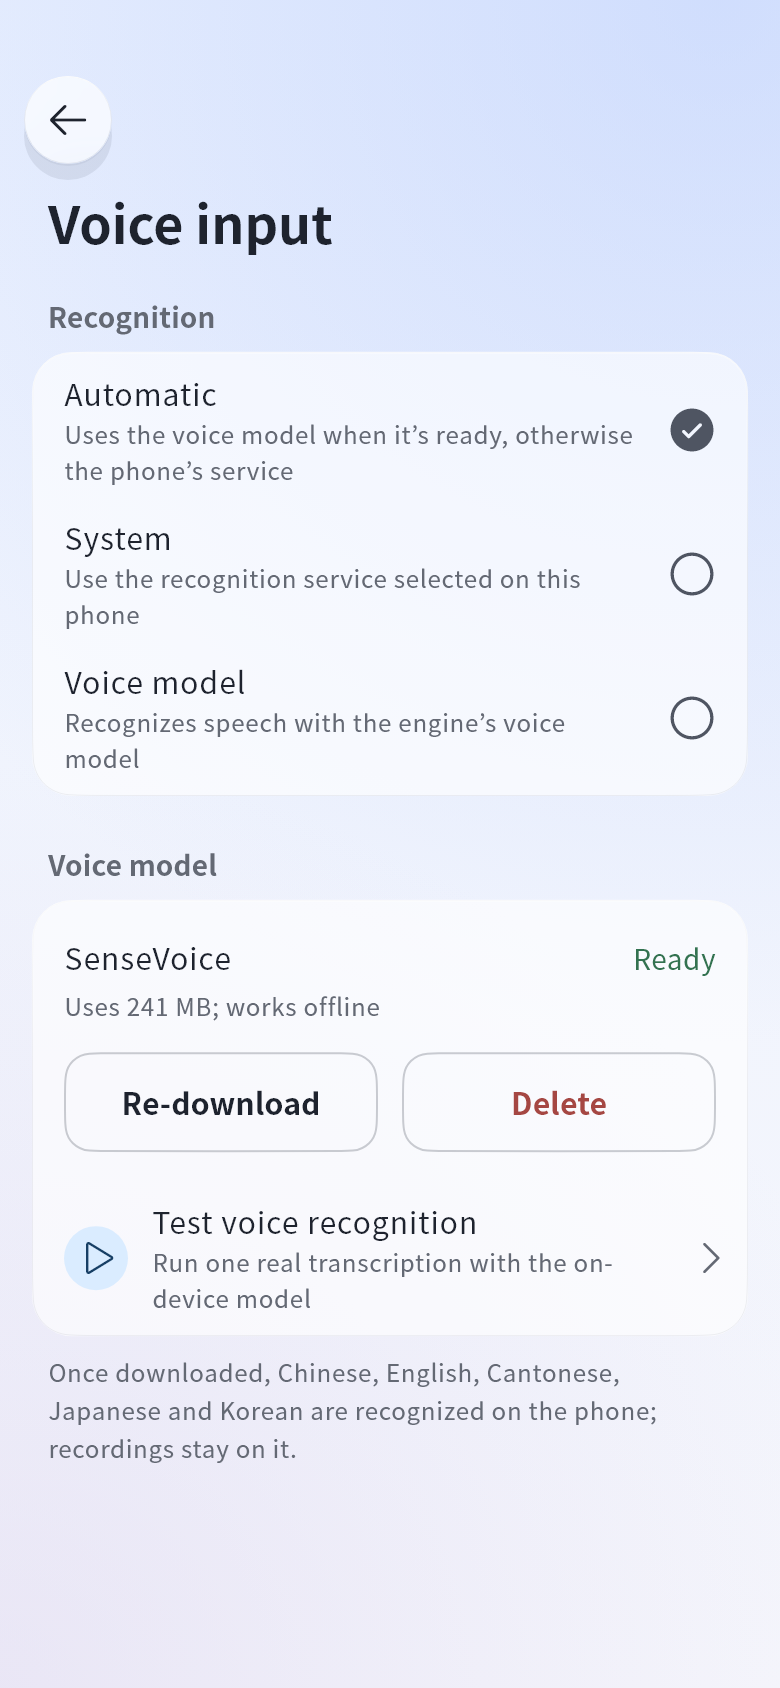 Voice input
Recognition
Automatic
Uses the voice model when it’s ready, otherwise
the phone’s service
System
Use the recognition service selected on this
phone
Voice model
Recognizes speech with the engine’s voice
model
Voice model
SenseVoice
Ready
Uses 241 MB; works offline
Re-download
Delete
Test voice recognition
Run one real transcription with the on-
device model
Once downloaded, Chinese, English, Cantonese,
Japanese and Korean are recognized on the phone;
recordings stay on it.